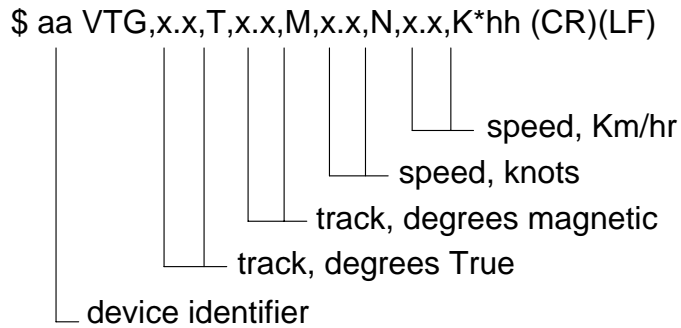 $ aa VTG,x.x,T,x.x,M,x.x,N,x.x,K*hh (CR)(LF)
speed, Km/hr
speed, knots
track, degrees magnetic
track, degrees True
device identifier